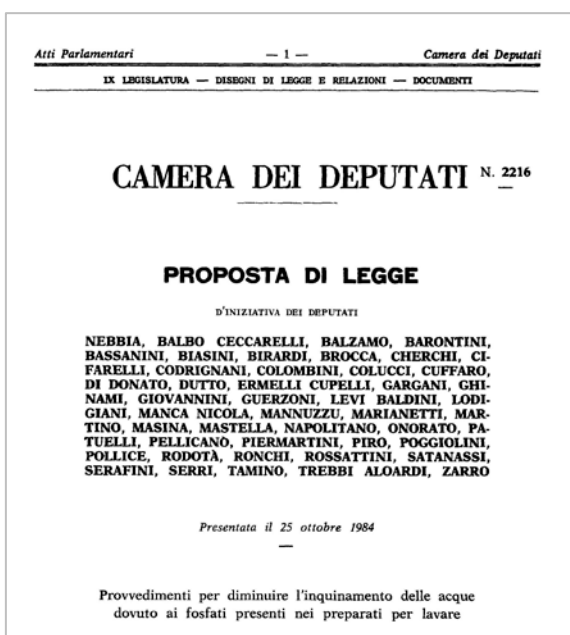 Atti Parlamentari — 1 — Camera dei Deputati
IX LEGISLATURA — DISEGNI DI LEGGE E RELAZIONI — DOCUMENTI
CAMERA DEI DEPUTATI N. 2216
PROPOSTA DI LEGGE
D'INIZIATIVA DEI DEPUTATI
NEBBIA, BALBO CECCARELLI, BALZAMO, BARONTINI,
BASSANINI, BIASINI, BIRARDI, BROCCA, CHERCHI, CI-
FARELLI, CODRIGNANI, COLOMBINI, COLUCCI, CUFFARO,
DI DONATO, DUTTO, ERMELLI CUPELLI, GARGANI, GHI-
NAMI, GIOVANNINI, GUERZONI, LEVI BALDINI, LODI-
GIANI, MANCA NICOLA, MANNUZZU, MARIANETTI, MAR-
TINO, MASINA, MASTELLA, NAPOLITANO, ONORATO, PA-
TUELLI, PELLICANÒ, PIERMARTINI, PIRO, POGGIOLINI,
POLLICE, RODOTÀ, RONCHI, ROSSATTINI, SATANASSI,
SERAFINI, SERRI, TAMINO, TREBBI ALOARDI, ZARRO
Presentata il 25 ottobre 1984
Provvedimenti per diminuire l'inquinamento delle acque
dovuto ai fosfati presenti nei preparati per lavare